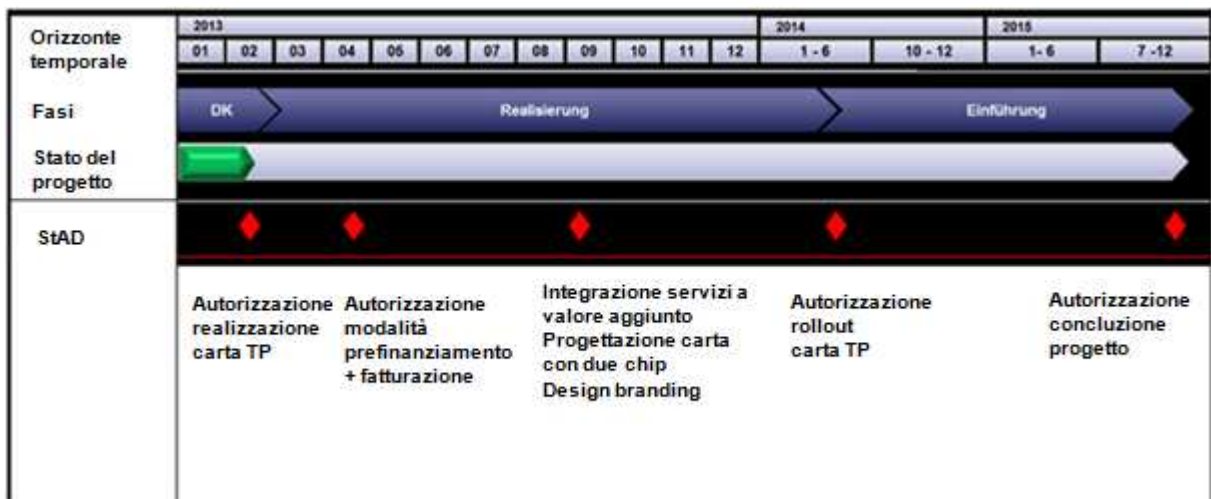 Orizzonte
temporale
2013
2014
2015
01 02 03 04 05 06 07 08 09 10 11 12 1 - 6 10 - 12 1- 6 7 -12
Fasi
DK
Realisierung
Einführung
Stato del
progetto
StAD
Autorizzazione
realizzazione
carta TP
Autorizzazione
modalità
prefinanziamento
+ fatturazione
Integrazione servizi a
valore aggiunto
Progettazione carta
con due chip
Design branding
Autorizzazione
rollout
carta TP
Autorizzazione
concluzione
progetto